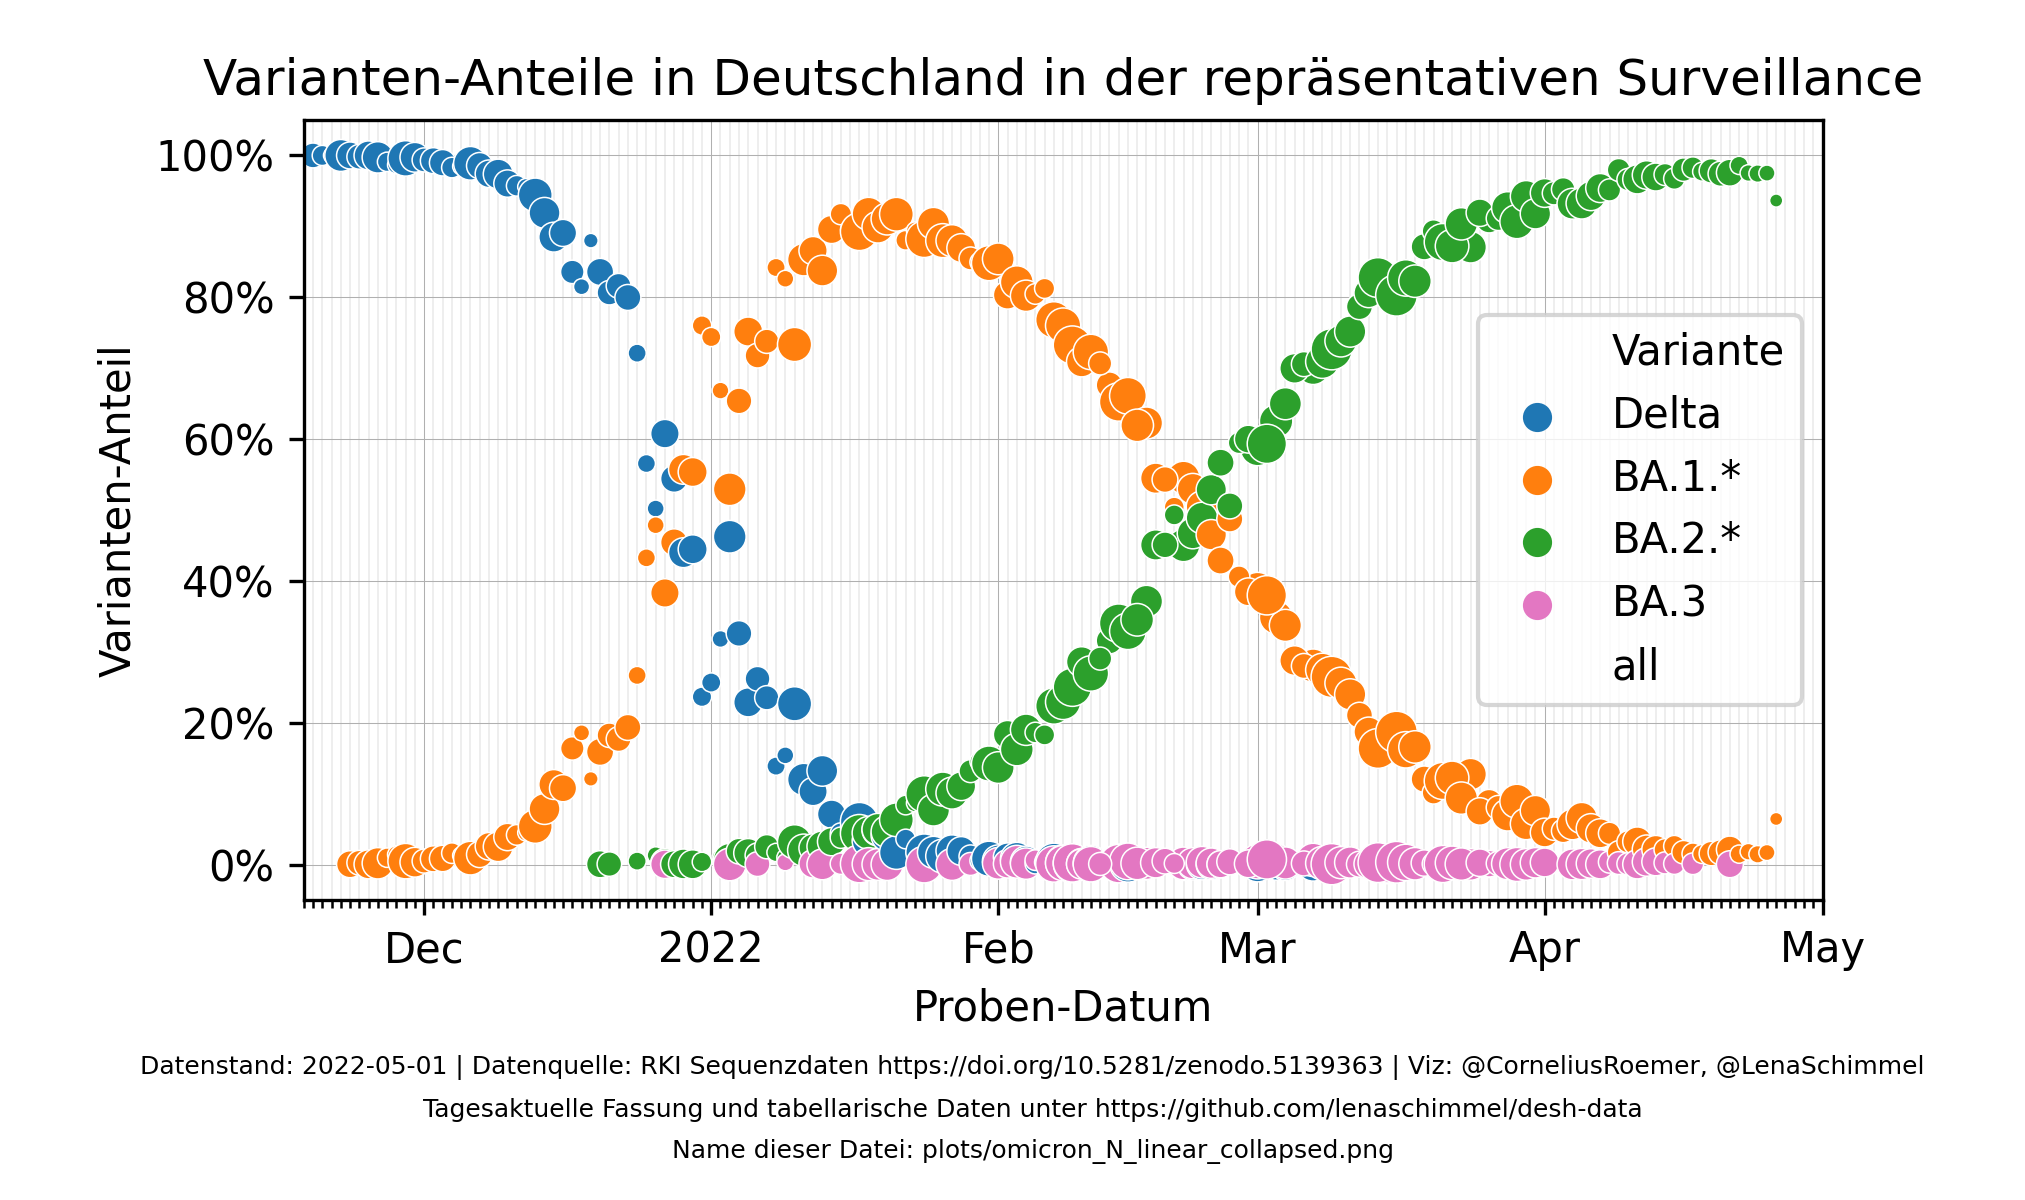 Varianten-Anteile in Deutschland in der repräsentativen Surveillance
Varianten-Anteil
100%
80%
60%
40%
20%
0%
Variante
Delta
BA.1.*
BA.2.*
BA.3
all
Dec
2022
Feb
Mar
Apr
May
Proben-Datum
Datenstand: 2022-05-01 | Datenquelle: RKI Sequenzdaten https://doi.org/10.5281/zenodo.5139363 | Viz: @CorneliusRoemer, @LenaSchimmel
Tagesaktuelle Fassung und tabellarische Daten unter https://github.com/lenaschimmel/desh-data
Name dieser Datei: plots/omicron_N_linear_collapsed.png